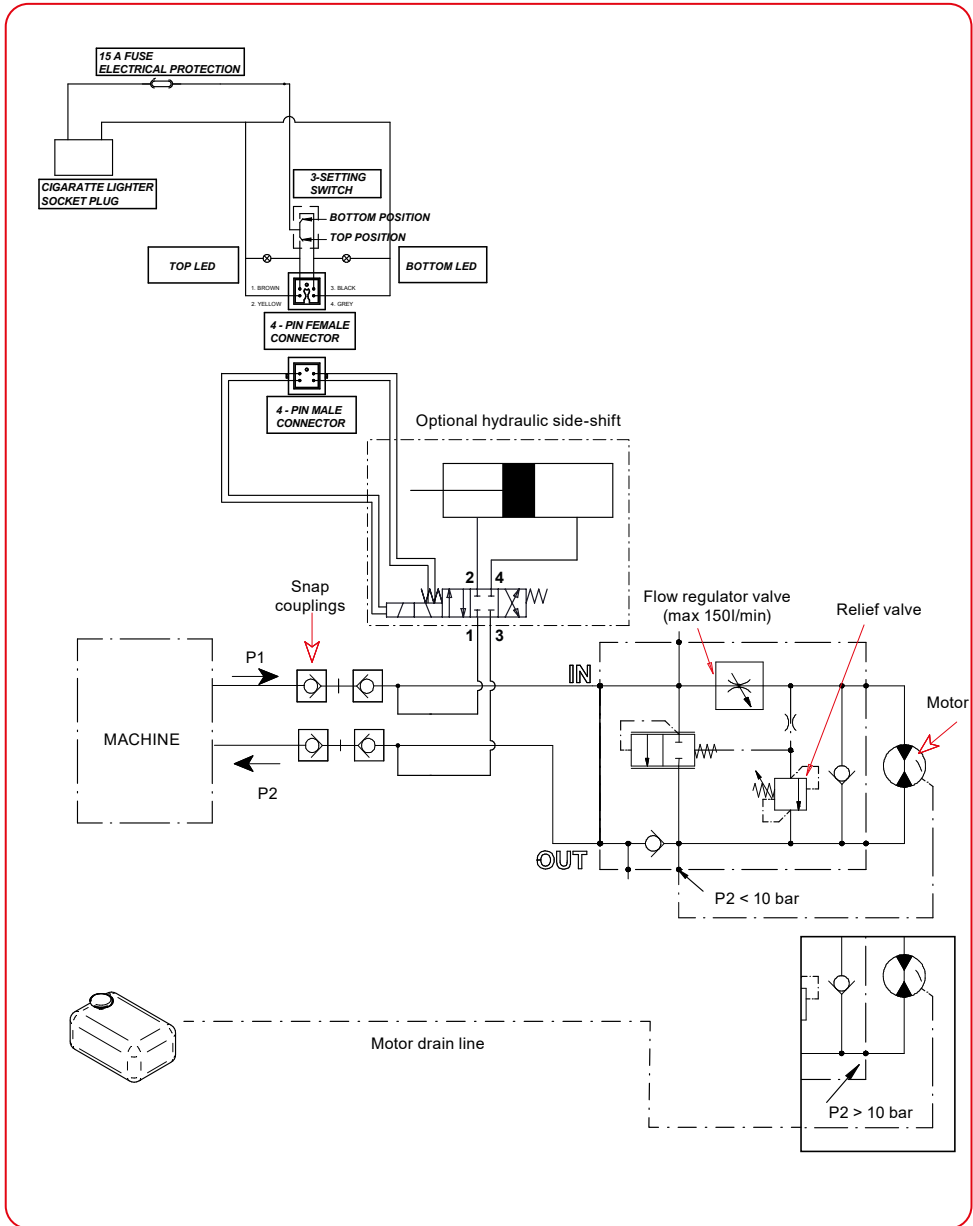 15 A FUSE
ELECTRICAL PROTECTION
CIGARATTE LIGHTER
SOCKET PLUG
3-SETTING
SWITCH
BOTTOM POSITION
TOP POSITION
TOP LED
BOTTOM LED
1. BROWN
3. BLACK
2. YELLOW
4. GREY
4 - PIN FEMALE
CONNECTOR
4 - PIN MALE
CONNECTOR
Optional hydraulic side-shift
2 4
1 3
Snap
couplings
Flow regulator valve
(max 150l/min)
Relief valve
P1
IN
Motor
MACHINE
P2
OUT
P2 < 10 bar
Motor drain line
P2 > 10 bar